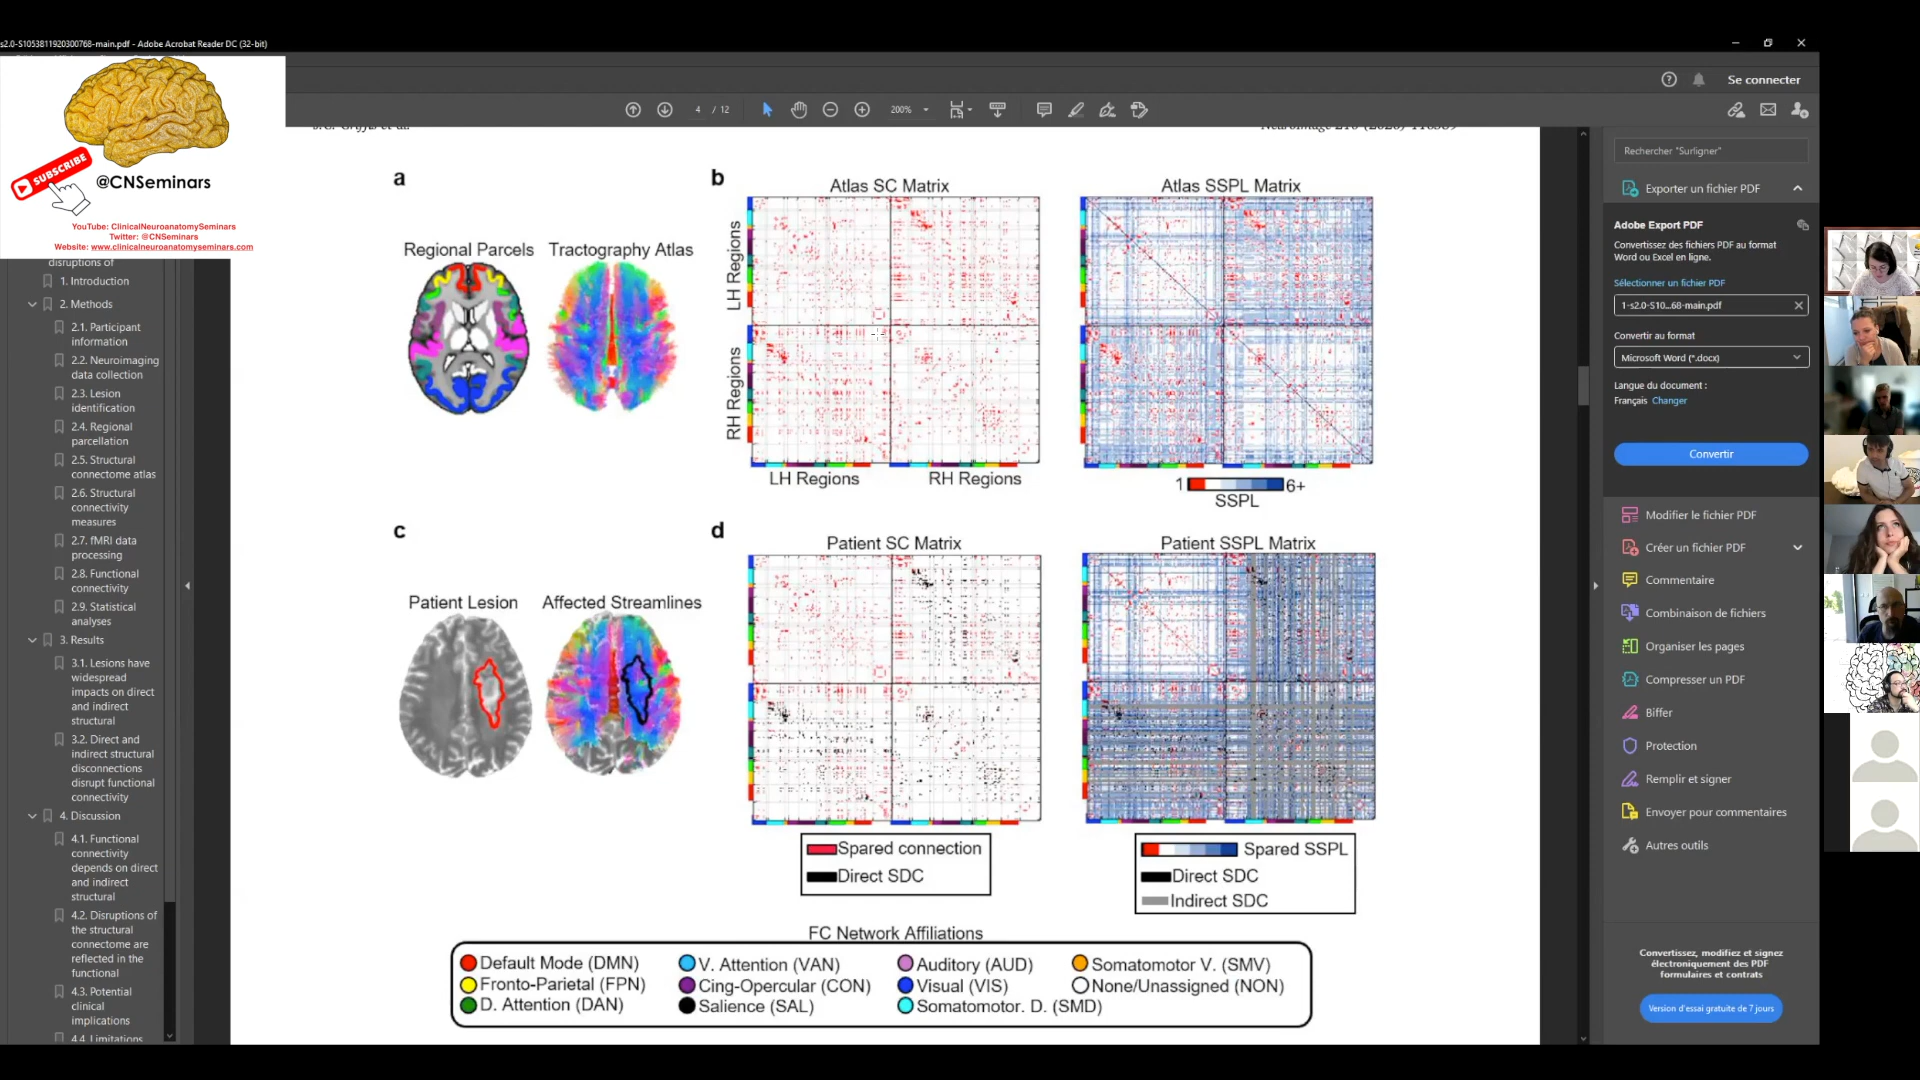 s2.0-S1053811920300768-main.pdf - Adobe Acrobat Reader DC (32-bit)
SUBSCRIBE
@CNSeminars
YouTube: ClinicalNeuroanatomySeminars
Twitter: @CNSeminars
Website: www.clinicalneuroanatomyseminars.com
Se connecter
4 / 12
200%
disruptions of
1. Introduction
2. Methods
2.1. Participant
information
2.2. Neuroimaging
data collection
2.3. Lesion
identification
2.4. Regional
parcellation
2.5. Structural
connectome atlas
2.6. Structural
connectivity
measures
2.7. fMRI data
processing
2.8. Functional
connectivity
2.9. Statistical
analyses
3. Results
3.1. Lesions have
widespread
impacts on direct
and indirect
structural
3.2. Direct and
indirect structural
disconnections
disrupt functional
connectivity
4. Discussion
4.1. Functional
connectivity
depends on direct
and indirect
structural
4.2. Disruptions of
the structural
connectome are
reflected in the
functional
4.3. Potential
clinical
implications
4.4. Limitations
a
Regional Parcels
Tractography Atlas
b
Atlas SC Matrix
Atlas SSPL Matrix
LH Regions
RH Regions
LH Regions
RH Regions
1
6+
SSPL
c
Patient Lesion
Affected Streamlines
d
Patient SC Matrix
Patient SSPL Matrix
Spared connection
Direct SDC
Spared SSPL
Direct SDC
Indirect SDC
FC Network Affiliations
Default Mode (DMN)
V. Attention (VAN)
Auditory (AUD)
Somatomotor V. (SMV)
Fronto-Parietal (FPN)
Cing-Opercular (CON)
Visual (VIS)
None/Unassigned (NON)
D. Attention (DAN)
Salience (SAL)
Somatomotor. D. (SMD)
Rechercher "Surligner"
Exporter un fichier PDF
Adobe Export PDF
Convertissez des fichiers PDF au format
Word ou Excel en ligne.
Sélectionner un fichier PDF
1-s2.0-S10...68-main.pdf
Convertir au format
Microsoft Word (*.docx)
Langue du document :
Français Changer
Convertir
Modifier le fichier PDF
Créer un fichier PDF
Commentaire
Combinaison de fichiers
Organiser les pages
Compresser un PDF
Biffer
Protection
Remplir et signer
Envoyer pour commentaires
Autres outils
Convertissez, modifiez et signez
électroniquement des PDF
formulaires et contrats
Version d'essai gratuite de 7 jours